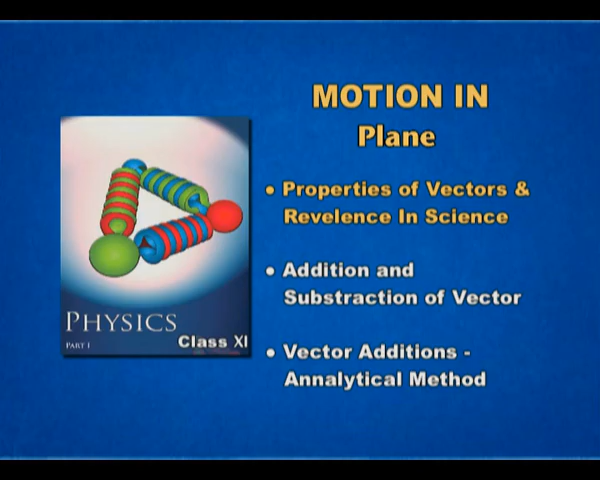 MOTION IN
Plane
• Properties of Vectors &
Revelence In Science
• Addition and
Substraction of Vector
• Vector Additions -
Annalytical Method
PHYSICS
PART I
Class XI